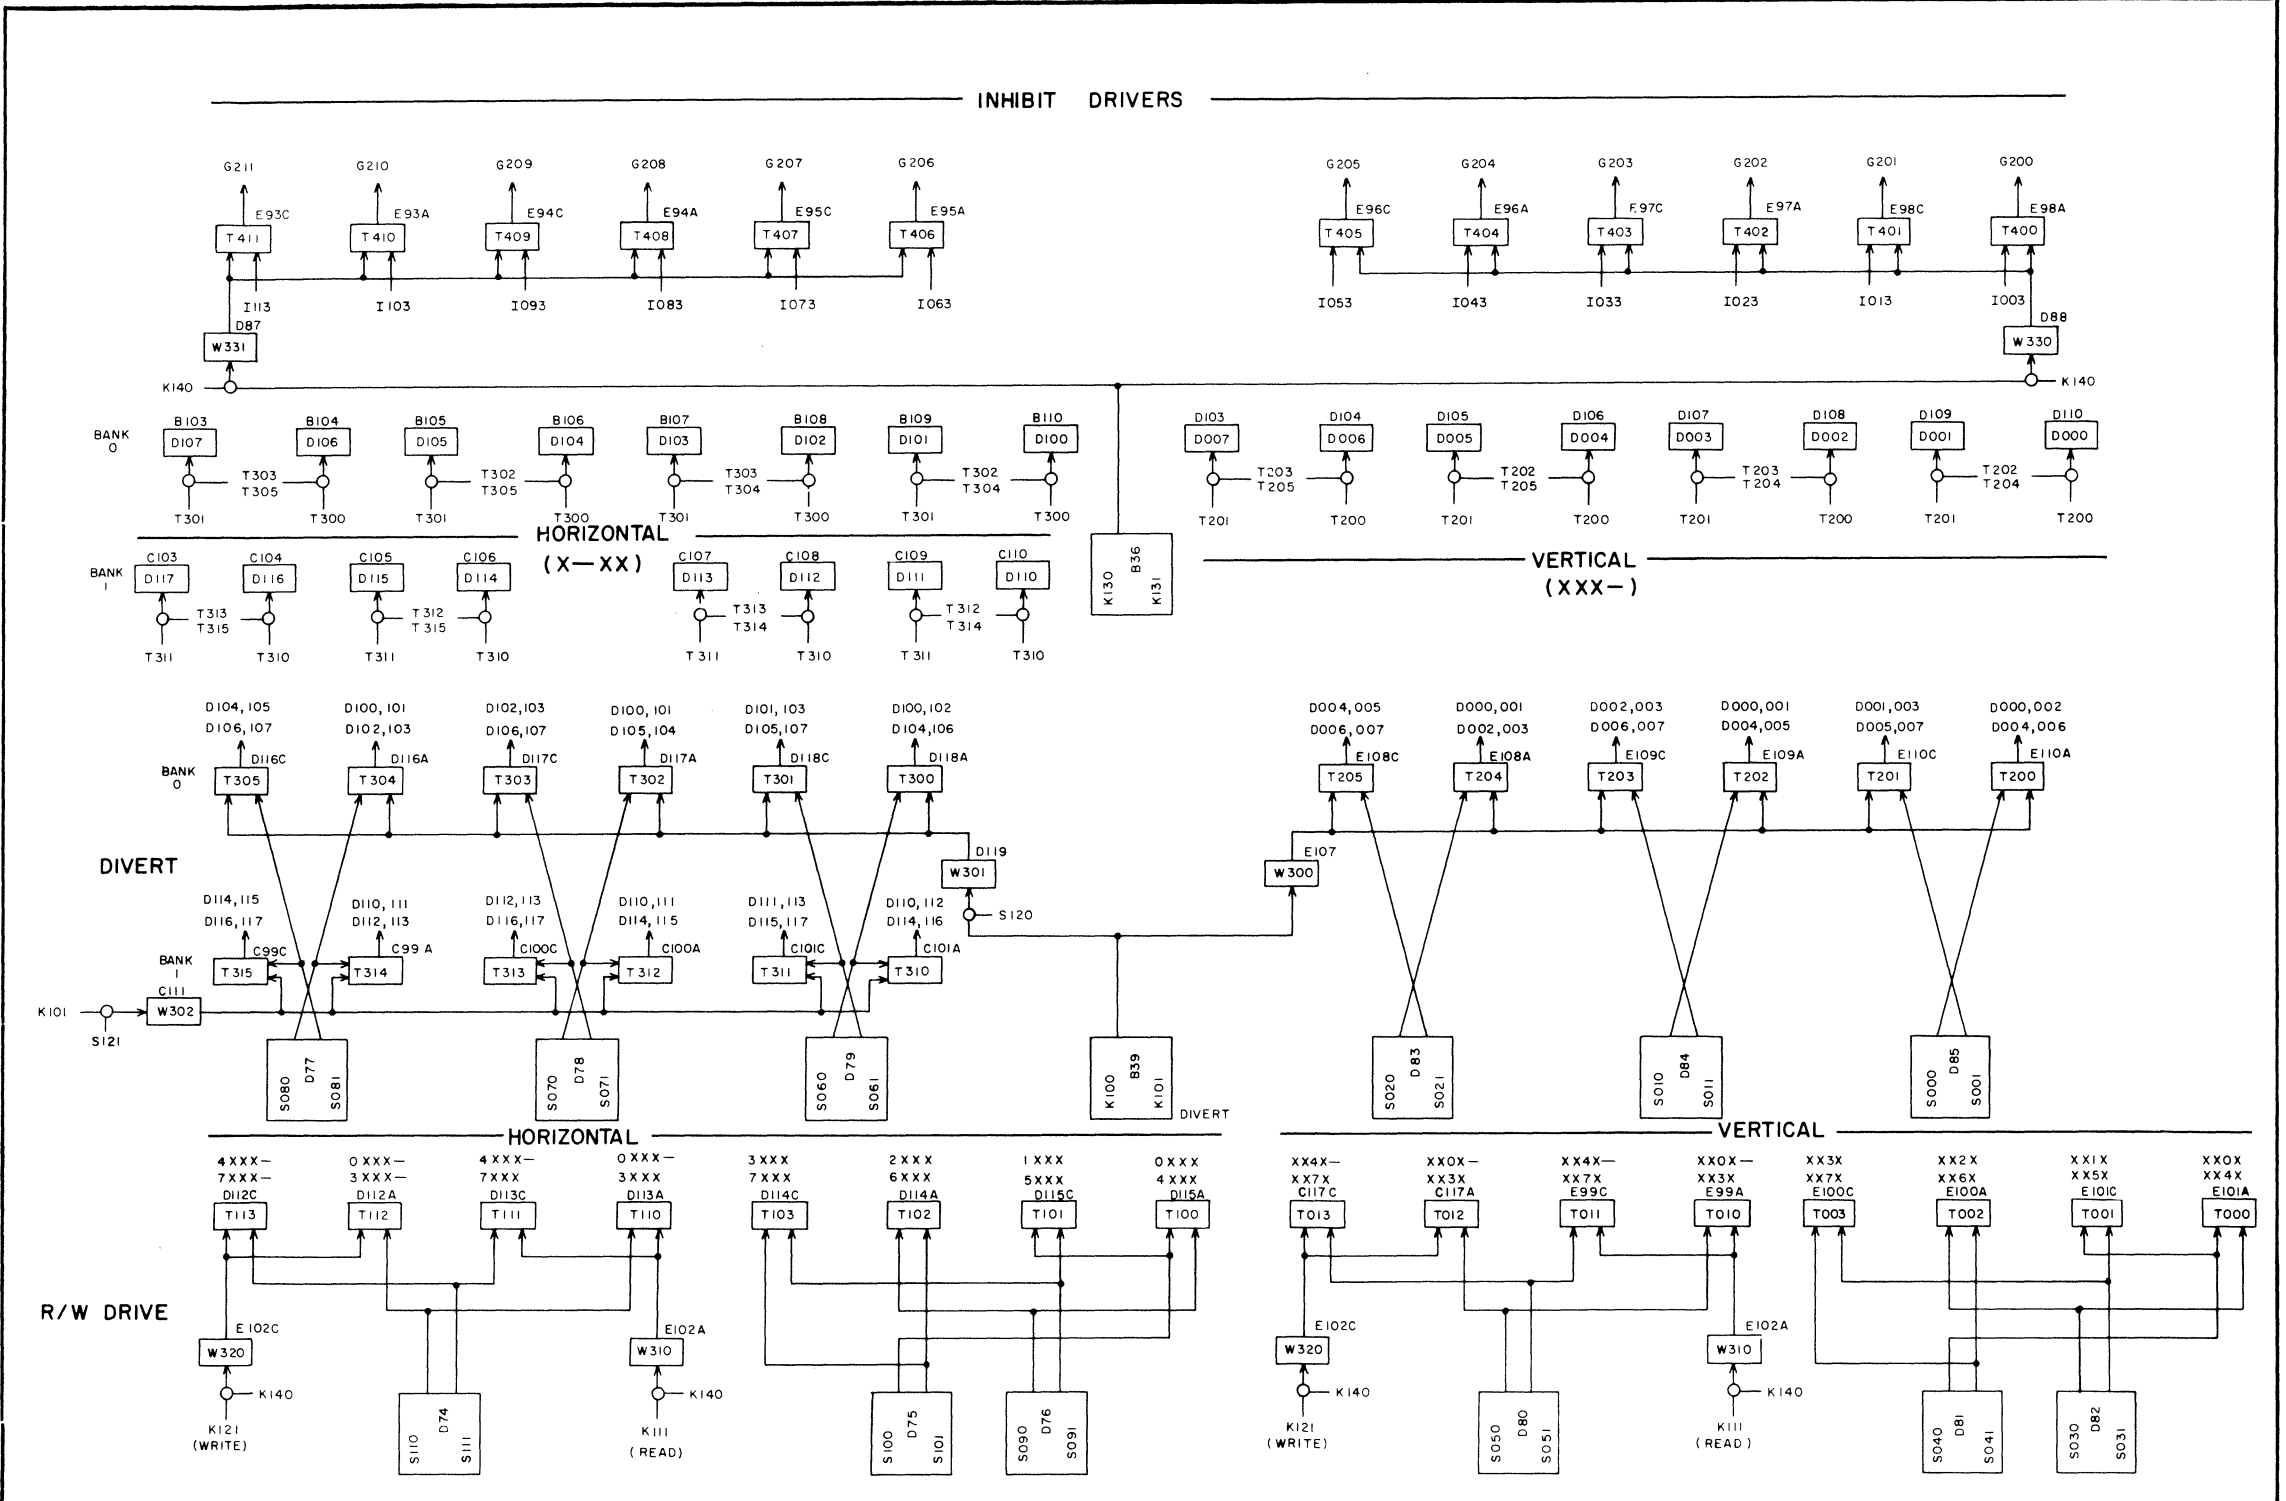 INHIBIT DRIVERS
G211 G210 G209 G208 G207 G206 G205 G204 G203 G202 G201 G200
E93C E93A E94C E94A E95C E95A E96C E96A E97C E97A E98C E98A
T411 T410 T409 T408 T407 T406 T405 T404 T403 T402 T401 T400
I113 I103 I093 I083 I073 I063 I053 I043 I033 I023 I013 I003
D87 D88
W331 W330
K140 K140
B103 B104 B105 B106 B107 B108 B109 B110 D103 D104 D105 D106 D107 D108 D109 D110
BANK 0
D107 D106 D105 D104 D103 D102 D101 D100 D007 D006 D005 D004 D003 D002 D001 D000
T303 T302 T303 T302 T203 T202 T203 T202
T305 T305 T304 T304 T205 T205 T204 T204
T301 T300 T301 T300 T301 T300 T301 T300 T201 T200 T201 T200 T201 T200 T201 T200
HORIZONTAL
(X—XX)
VERTICAL
(XXX—)
K130 B36 K131
C103 C104 C105 C106 C107 C108 C109 C110
BANK 1
D117 D116 D115 D114 D113 D112 D111 D110
T313 T312 T313 T312
T315 T315 T314 T314
T311 T310 T311 T310 T311 T310 T311 T310
D104, 105 D100, 101 D102, 103 D100, 101 D101, 103 D100, 102 D004, 005 D000, 001 D002, 003 D000, 001 D001, 003 D000, 002
D106, 107 D102, 103 D106, 107 D105, 104 D105, 107 D104, 106 D006, 007 D002, 003 D006, 007 D004, 005 D005, 007 D004, 006
D116C D116A D117C D117A D118C D118A E108C E108A E109C E109A E110C E110A
BANK 0
T305 T304 T303 T302 T301 T300 T205 T204 T203 T202 T201 T200
DIVERT
D119 E107
W301 W300
S120
D114, 115 D110, 111 D112, 113 D110, 111 D111, 113 D110, 112
D116, 117 D112, 113 D116, 117 D114, 115 D115, 117 D114, 116
C99C C99A C100C C100A C101C C101A
BANK 1
T315 T314 T313 T312 T311 T310
C111
K101 W302
S121
S080 D77 S081 S070 D78 S071 S060 D79 S061 K100 B39 K101 S020 D83 S021 S010 D84 S011 S000 D85 S001
DIVERT
HORIZONTAL VERTICAL
4XXX— 0XXX— 4XXX— 0XXX— 3XXX 2XXX 1XXX 0XXX XX4X— XX0X— XX4X— XX0X— XX3X XX2X XX1X XX0X
7XXX— 3XXX— 7XXX 3XXX— 7XXX 6XXX 5XXX 4XXX XX7X XX3X XX7X XX3X XX7X XX6X XX5X XX4X
D112C D112A D113C D113A D114C D114A D115C D115A C117C C117A E99C E99A E100C E100A E101C E101A
T113 T112 T111 T110 T103 T102 T101 T100 T013 T012 T011 T010 T003 T002 T001 T000
R/W DRIVE
E102C E102A E102C E102A
W320 W310 W320 W310
K140 K140 K140 K140
K121 K111 K121 K111
(WRITE) (READ) (WRITE) (READ)
S110 D74 S111 S100 D75 S101 S090 D76 S091 S050 D80 S051 S040 D81 S041 S030 D82 S031